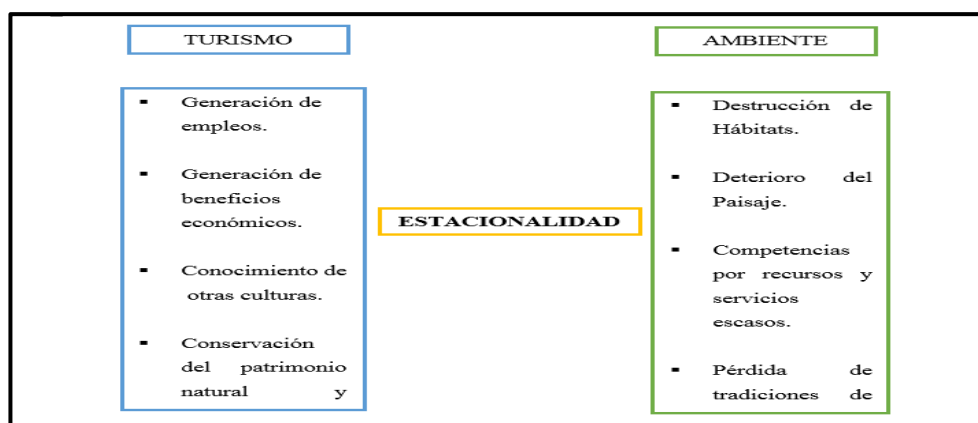 TURISMO
▪ Generación de
empleos.
▪ Generación de
beneficios
económicos.
▪ Conocimiento de
otras culturas.
▪ Conservación
del patrimonio
natural y
ESTACIONALIDAD
AMBIENTE
▪ Destrucción de
Hábitats.
▪ Deterioro del
Paisaje.
▪ Competencias
por recursos y
servicios
escasos.
▪ Pérdida de
tradiciones de